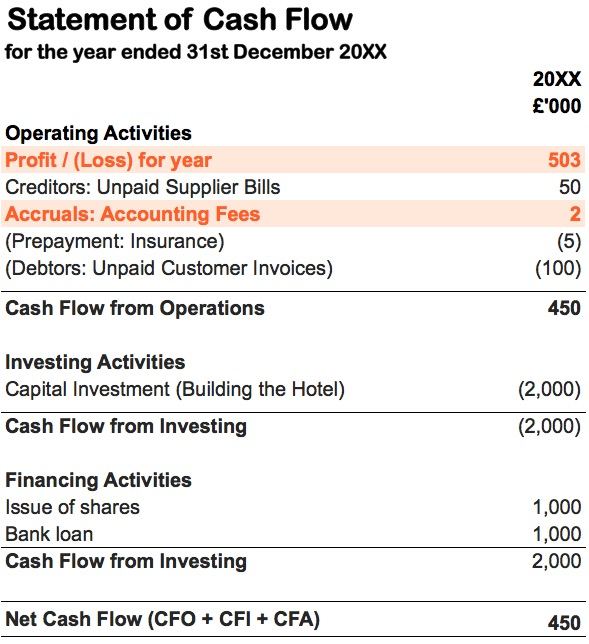 Statement of Cash Flow
for the year ended 31st December 20XX
20XX
£'000
Operating Activities
Profit / (Loss) for year 503
Creditors: Unpaid Supplier Bills 50
Accruals: Accounting Fees 2
(Prepayment: Insurance) (5)
(Debtors: Unpaid Customer Invoices) (100)
Cash Flow from Operations 450
Investing Activities
Capital Investment (Building the Hotel) (2,000)
Cash Flow from Investing (2,000)
Financing Activities
Issue of shares 1,000
Bank loan 1,000
Cash Flow from Investing 2,000
Net Cash Flow (CFO + CFI + CFA) 450